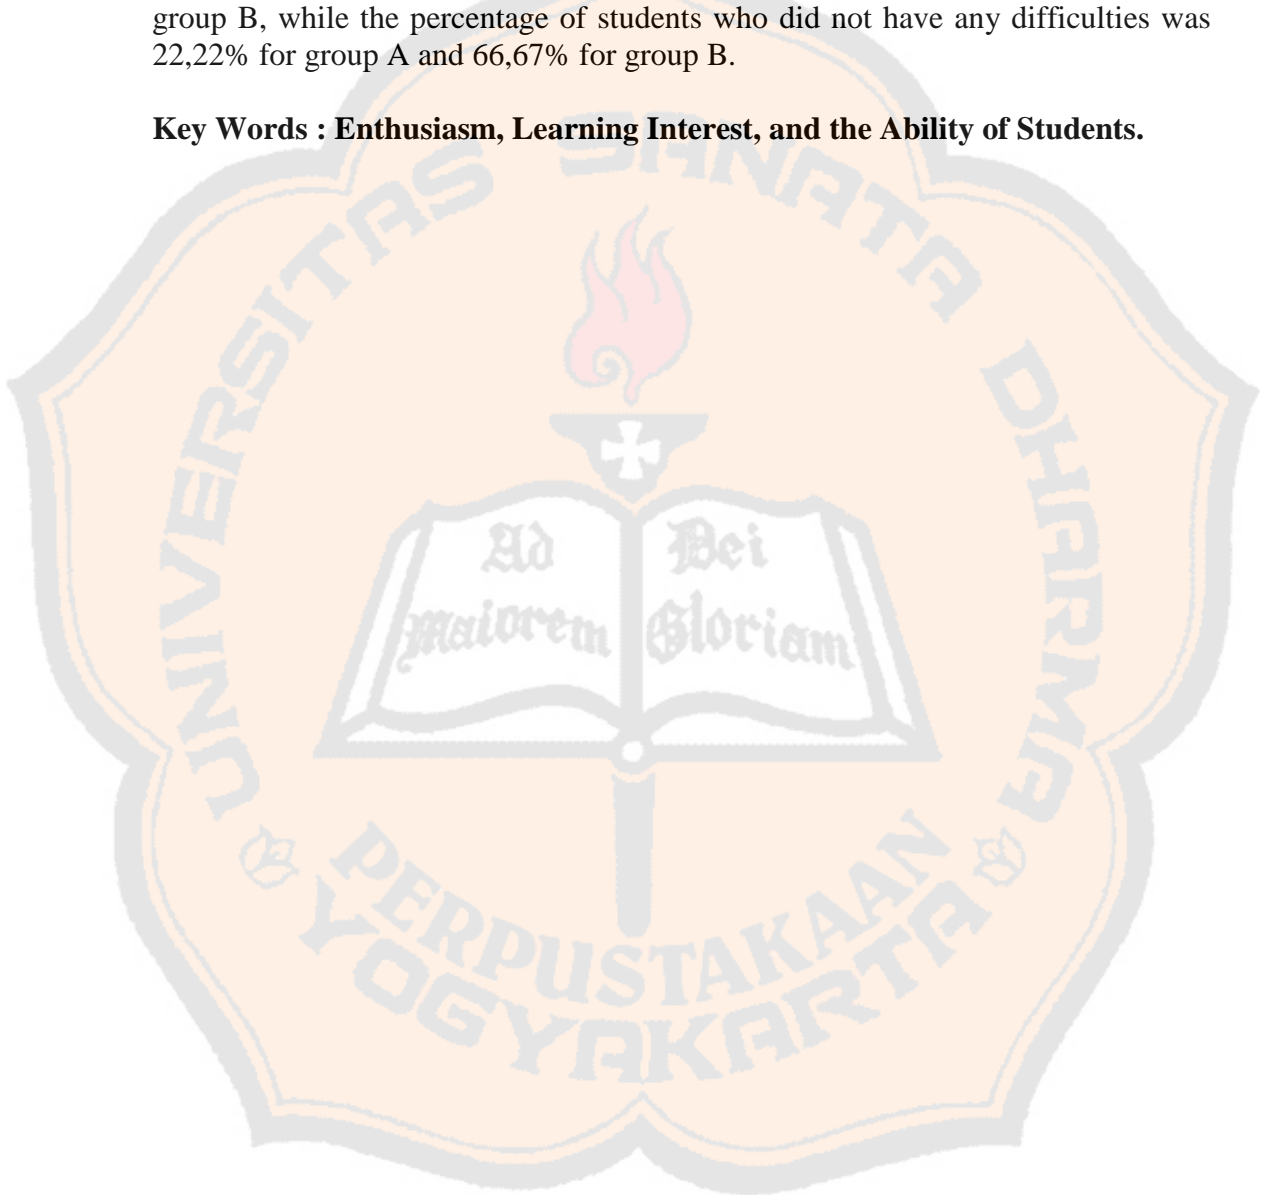 group B, while the percentage of students who did not have any difficulties was
22,22% for group A and 66,67% for group B.
Key Words : Enthusiasm, Learning Interest, and the Ability of Students.
UNIVERSITAS SANATA DHARMA
Ad Dei
Maiorem Gloriam
PERPUSTAKAAN
YOGYAKARTA